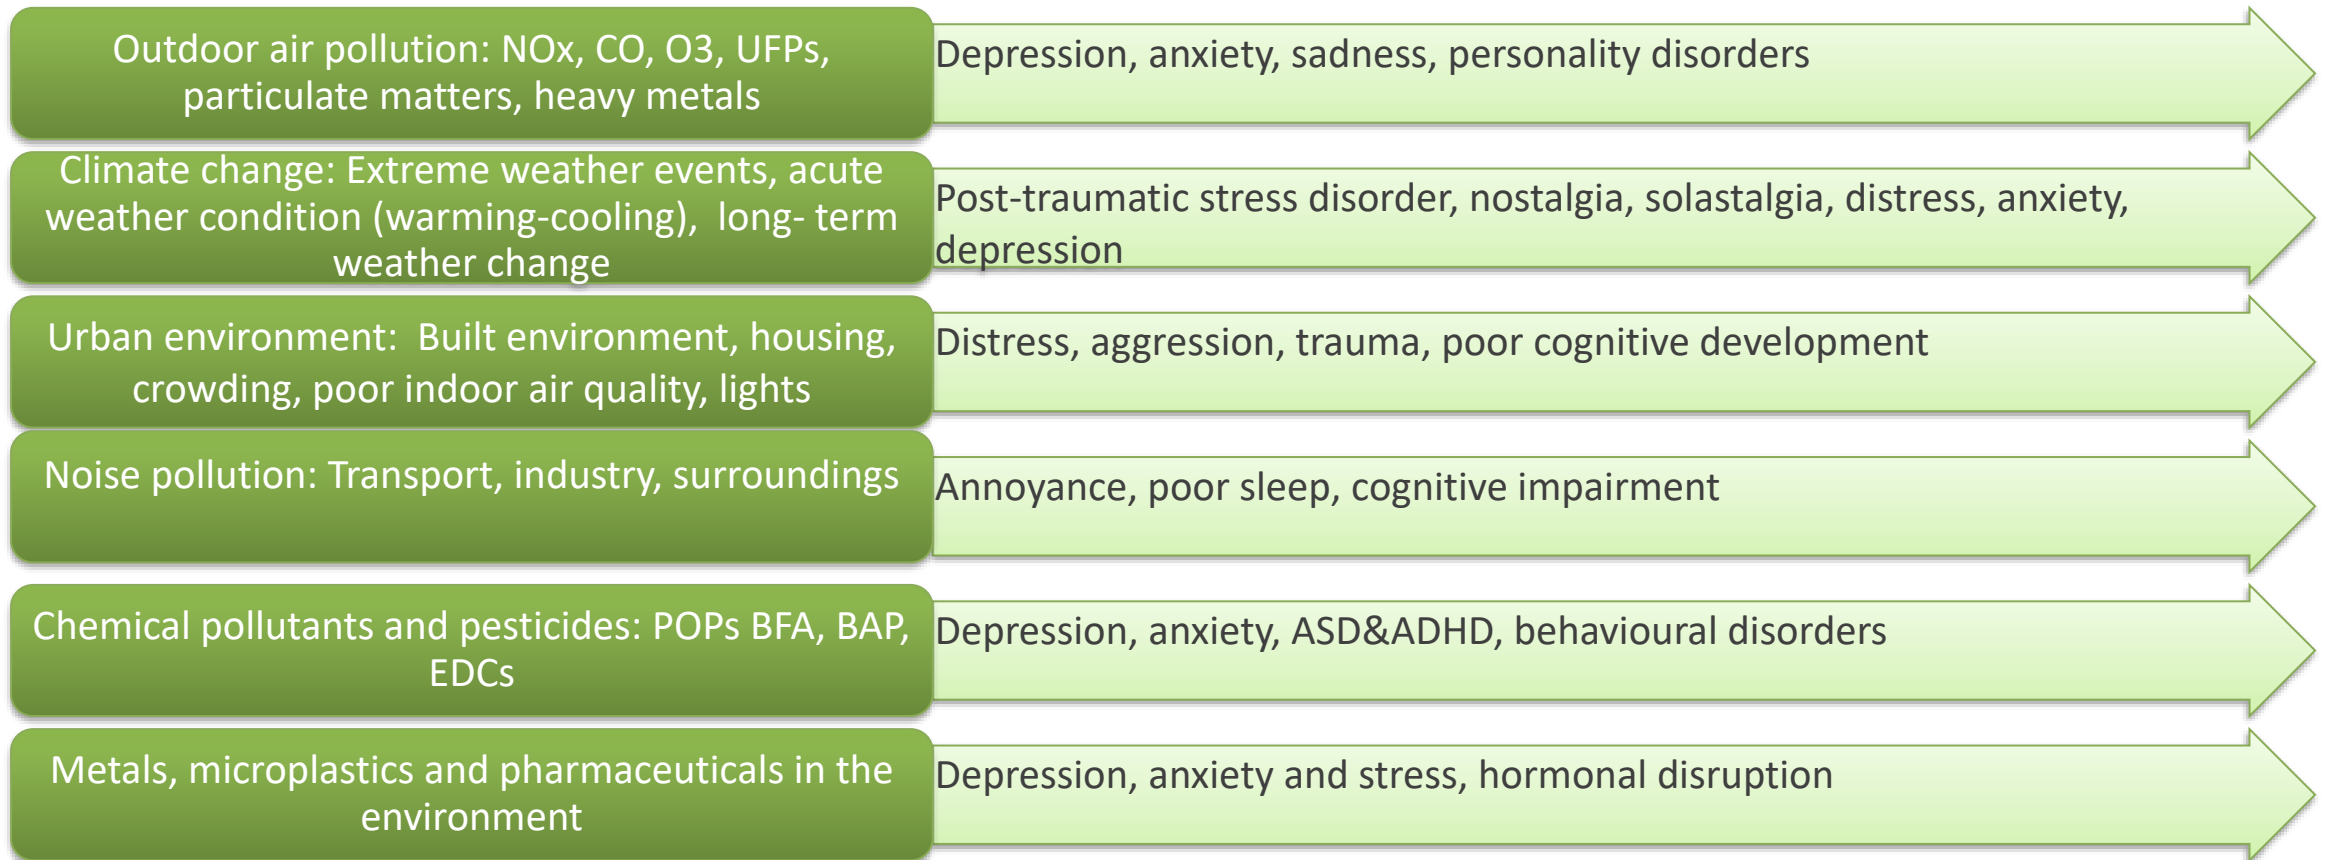 Outdoor air pollution: NOx, CO, O3, UFPs,
particulate matters, heavy metals
Depression, anxiety, sadness, personality disorders
Climate change: Extreme weather events, acute
weather condition (warming-cooling),  long- term
weather change
Post-traumatic stress disorder, nostalgia, solastalgia, distress, anxiety,
depression
Urban environment:  Built environment, housing,
crowding, poor indoor air quality, lights
Distress, aggression, trauma, poor cognitive development
Noise pollution: Transport, industry, surroundings
Annoyance, poor sleep, cognitive impairment
Chemical pollutants and pesticides: POPs BFA, BAP,
EDCs
Depression, anxiety, ASD&ADHD, behavioural disorders
Metals, microplastics and pharmaceuticals in the
environment
Depression, anxiety and stress, hormonal disruption